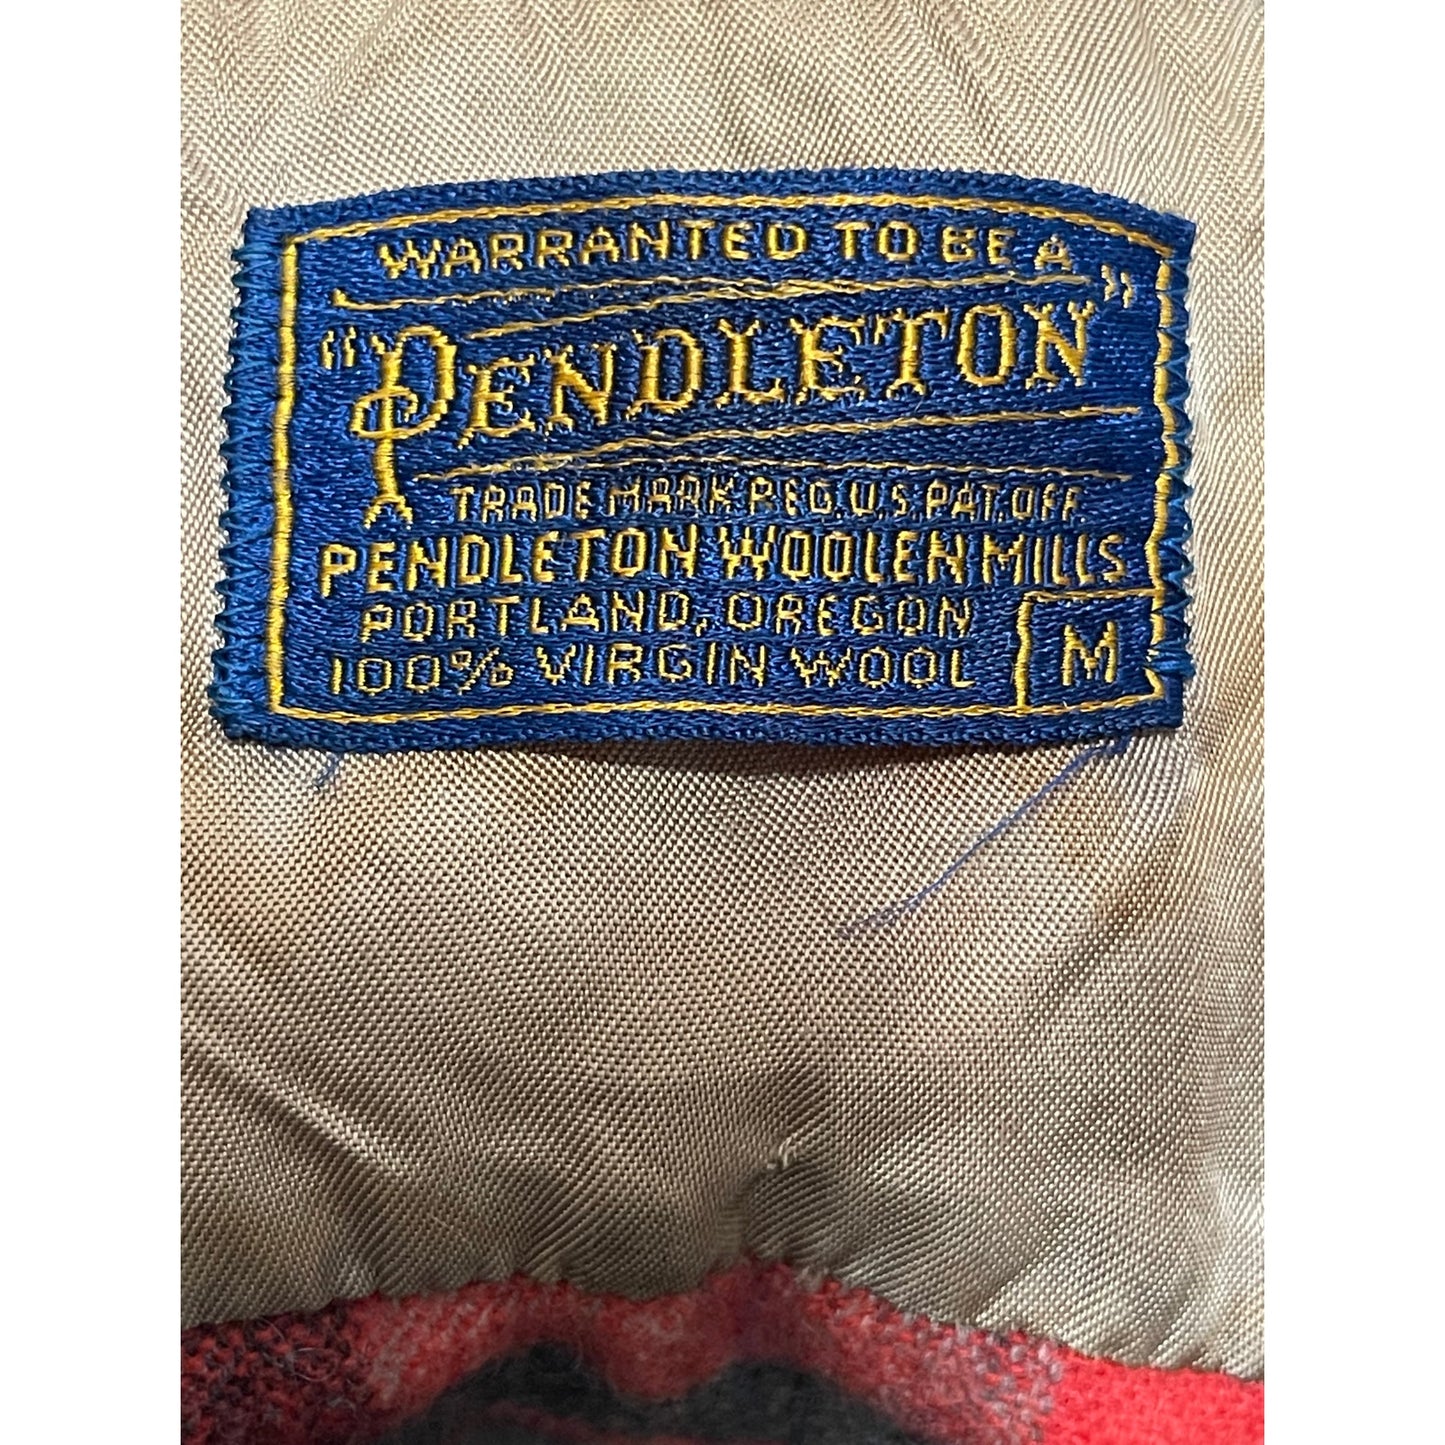 WARRANTED TO BE A
"PENDLETON"
TRADE MARK REG. U.S. PAT. OFF.
PENDLETON WOOLEN MILLS
PORTLAND, OREGON
100% VIRGIN WOOL
M